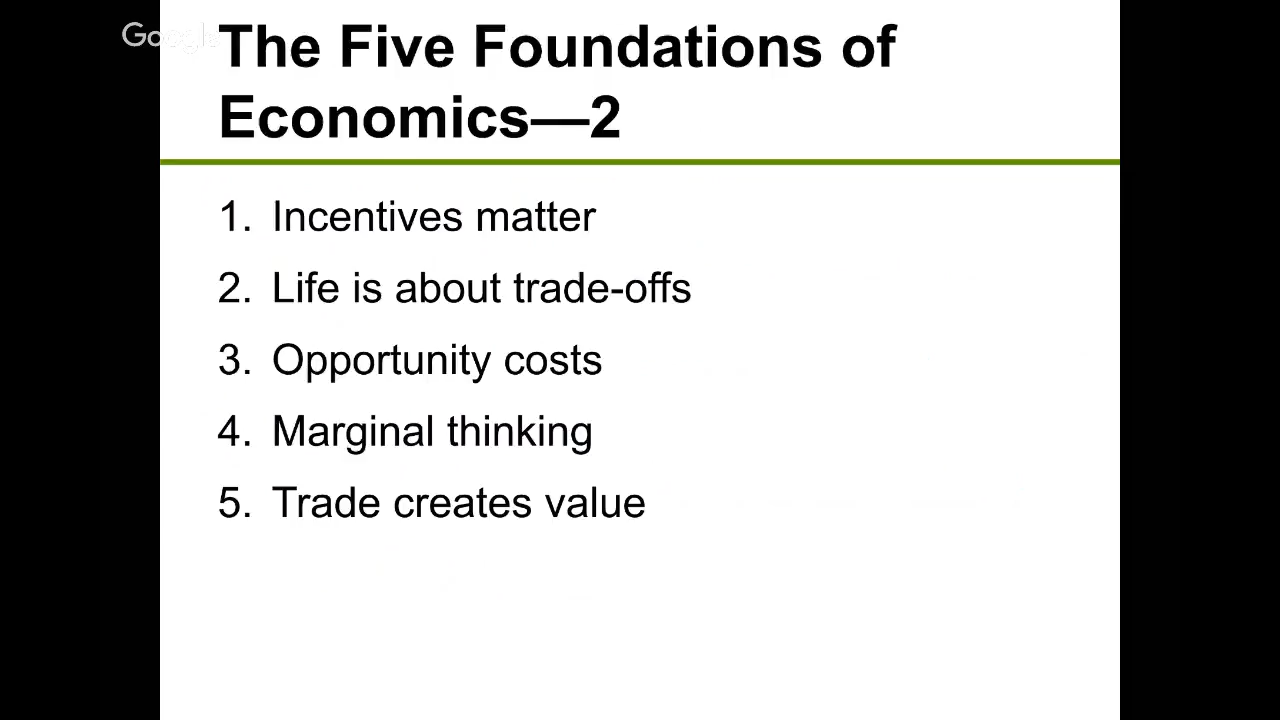 Google
The Five Foundations of
Economics—2
1. Incentives matter
2. Life is about trade-offs
3. Opportunity costs
4. Marginal thinking
5. Trade creates value